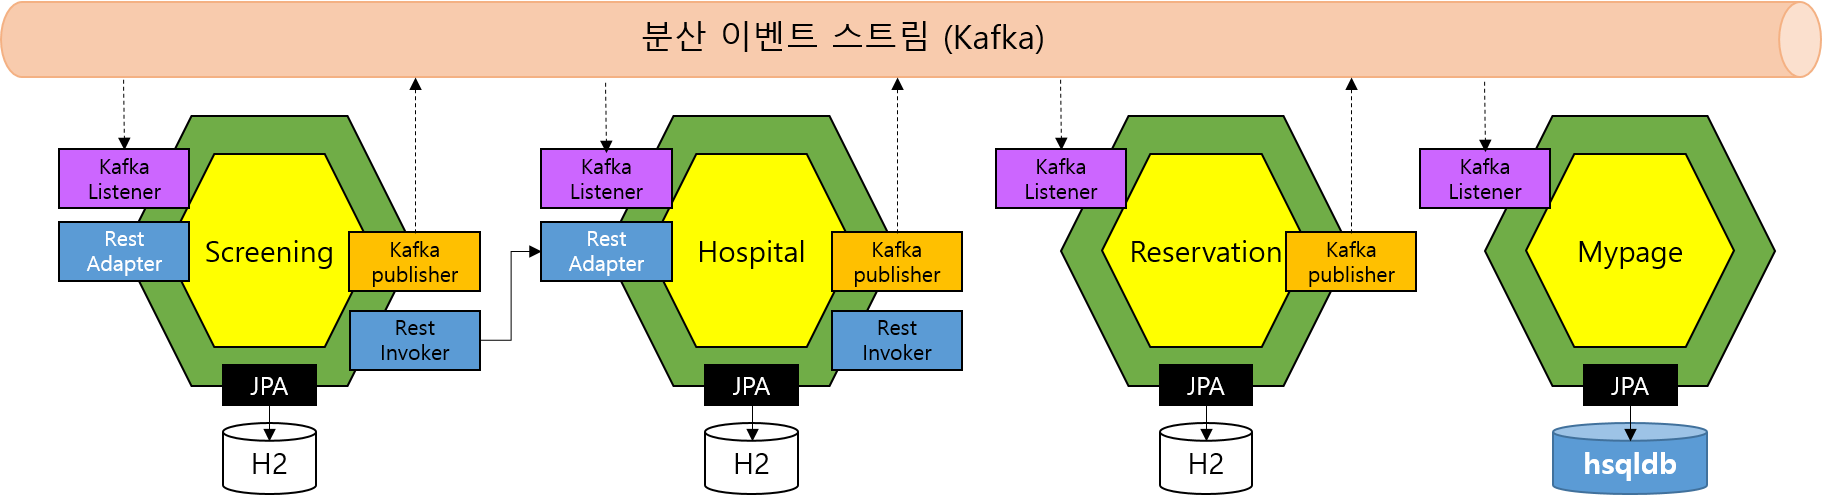 분산 이벤트 스트림 (Kafka)
Kafka
Listener
Rest
Adapter
Screening
Kafka
publisher
Rest
Invoker
JPA
H2
Kafka
Listener
Rest
Adapter
Hospital
Kafka
publisher
Rest
Invoker
JPA
H2
Kafka
Listener
Reservation
Kafka
publisher
JPA
H2
Kafka
Listener
Mypage
JPA
hsqldb